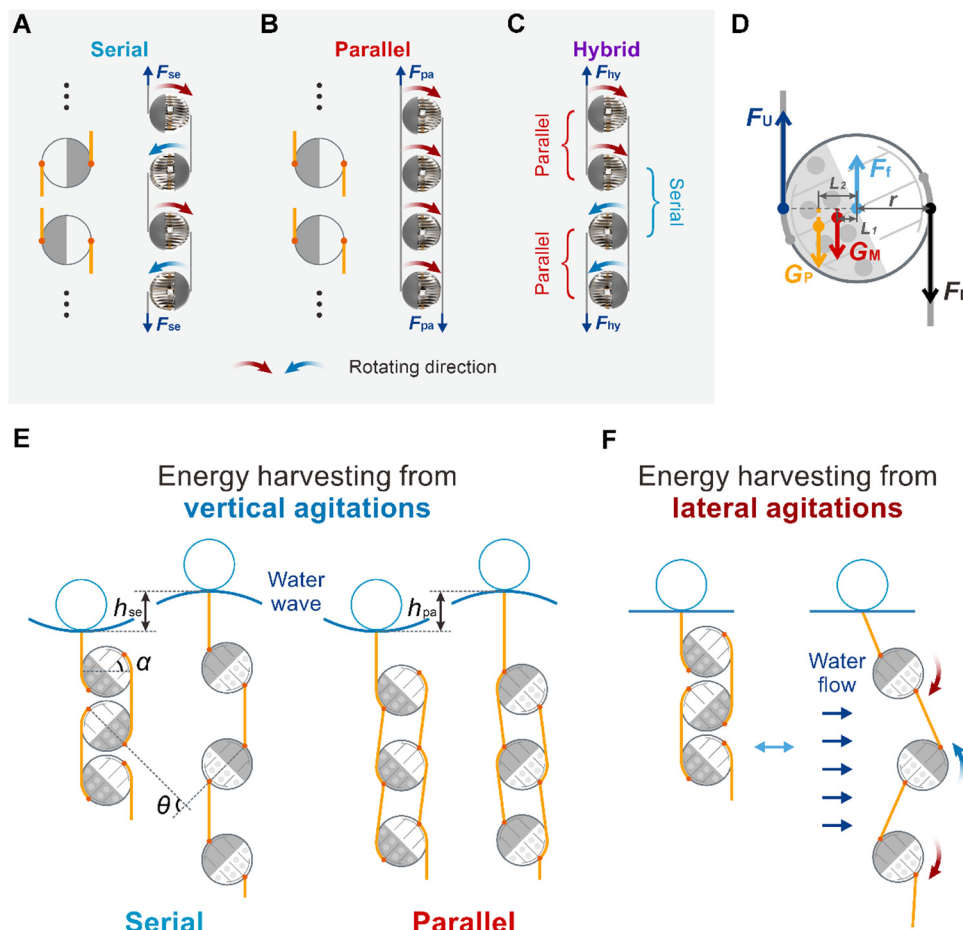 A
B
C
D
Serial
Parallel
Hybrid
Fse
Fpa
Fhy
Parallel
Serial
Parallel
Fse
Fpa
Fhy
Rotating direction
FU
Ff
L2
r
L1
GM
GP
E
F
Energy harvesting from
vertical agitations
Energy harvesting from
lateral agitations
Water
wave
hse
hpa
α
θ
Water
flow
Serial
Parallel